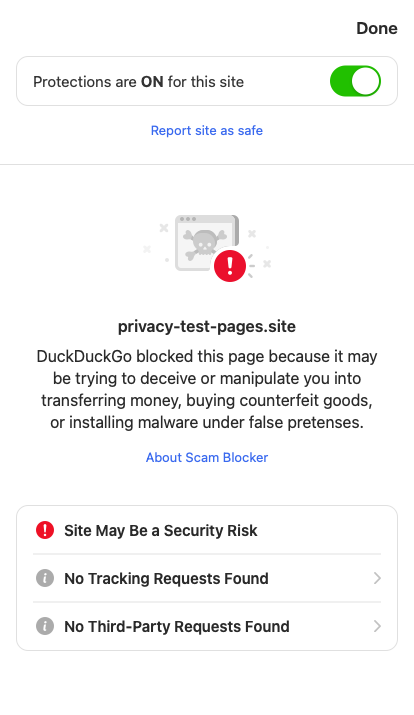 Done
Protections are ON for this site
Report site as safe
privacy-test-pages.site
DuckDuckGo blocked this page because it may
be trying to deceive or manipulate you into
transferring money, buying counterfeit goods,
or installing malware under false pretenses.
About Scam Blocker
Site May Be a Security Risk
No Tracking Requests Found
No Third-Party Requests Found